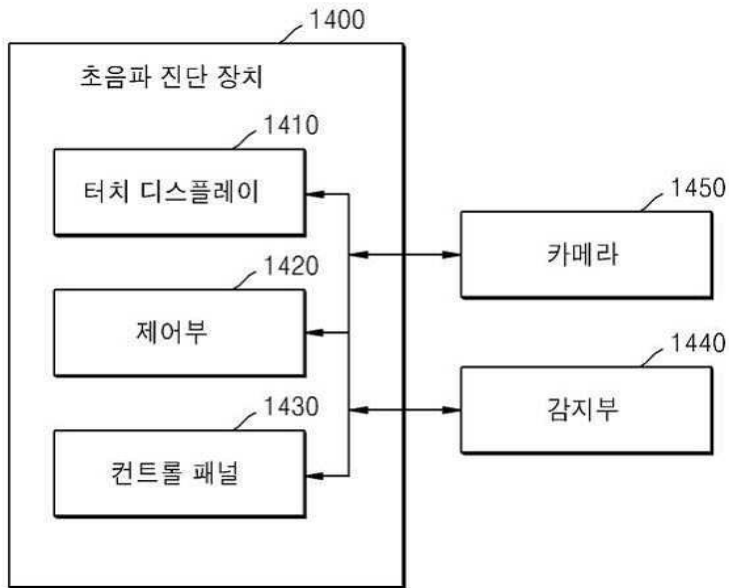 1400
초음파 진단 장치
1410
터치 디스플레이
1420
제어부
1430
컨트롤 패널
1450
카메라
1440
감지부